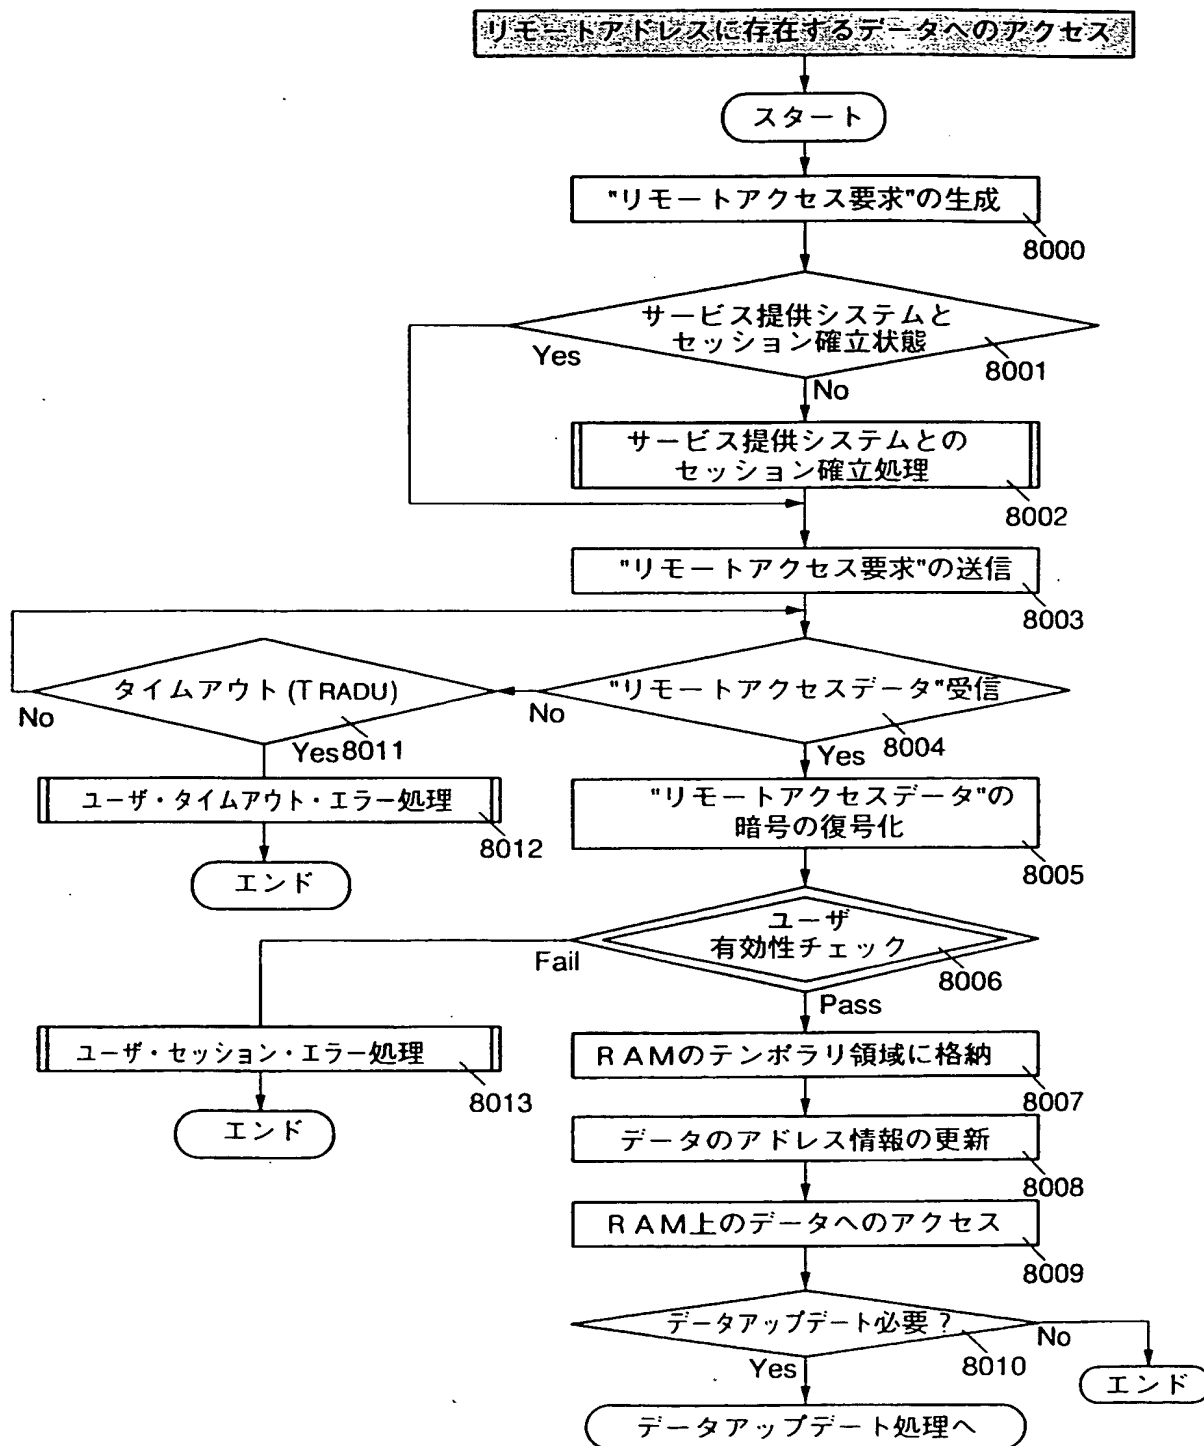 リモートアドレスに存在するデータへのアクセス
スタート
"リモートアクセス要求"の生成
8000
サービス提供システムと
セッション確立状態
8001
Yes
No
サービス提供システムとの
セッション確立処理
8002
"リモートアクセス要求"の送信
8003
タイムアウト(TRADU)
8011
No
Yes
"リモートアクセスデータ"受信
8004
No
Yes
ユーザ・タイムアウト・エラー処理
8012
エンド
"リモートアクセスデータ"の
暗号の復号化
8005
ユーザ
有効性チェック
8006
Fail
Pass
ユーザ・セッション・エラー処理
8013
エンド
RAMのテンポラリ領域に格納
8007
データのアドレス情報の更新
8008
RAM上のデータへのアクセス
8009
データアップデート必要？
8010
No
Yes
エンド
データアップデート処理へ